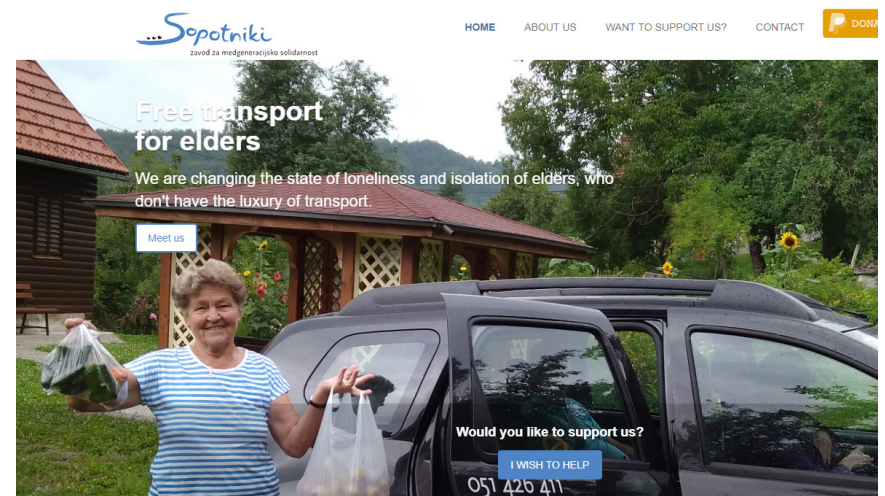 Sopotniki
zavod za medgeneracijsko solidarnost
HOME ABOUT US WANT TO SUPPORT US? CONTACT
DONA
Free transport
for elders
We are changing the state of loneliness and isolation of elders, who
don't have the luxury of transport.
Meet us
Would you like to support us?
I WISH TO HELP
051 426 411